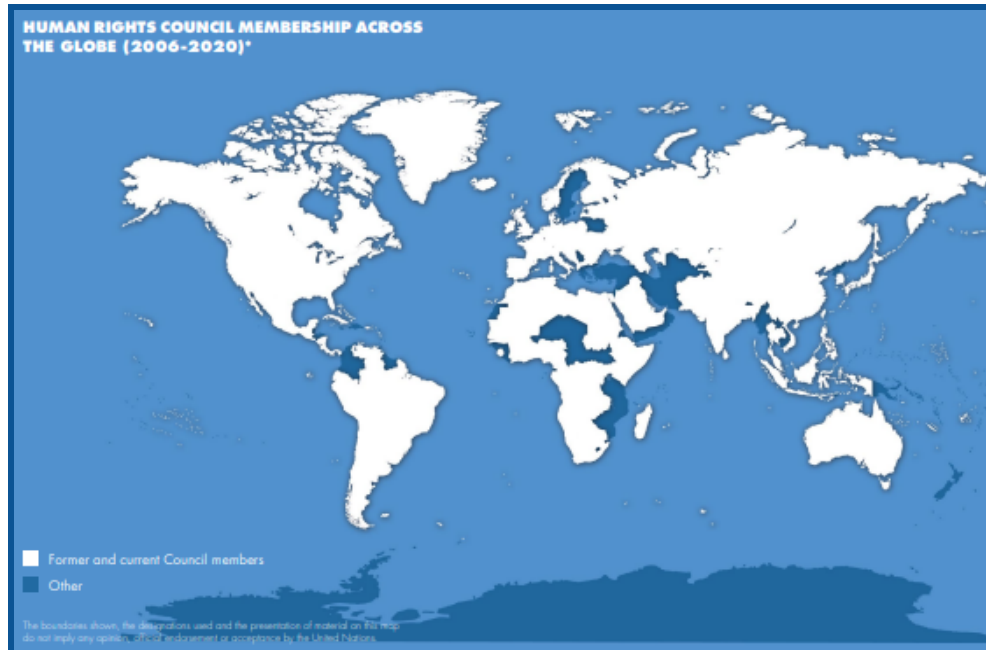 HUMAN RIGHTS COUNCIL MEMBERSHIP ACROSS
THE GLOBE (2006-2020)*
Former and current Council members
Other
The boundaries shown, the designations used and the presentation of material on this map
do not imply any opinion, official endorsement or acceptance by the United Nations.